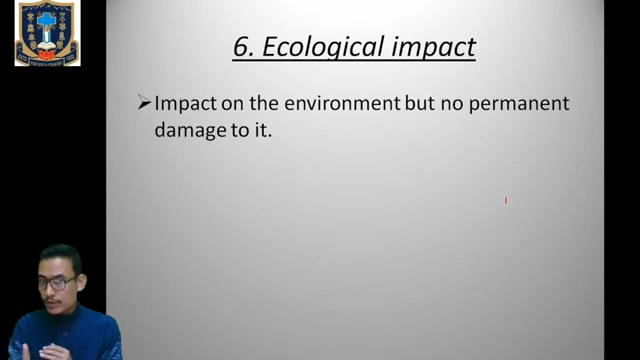 6. Ecological impact
➢Impact on the environment but no permanent
damage to it.